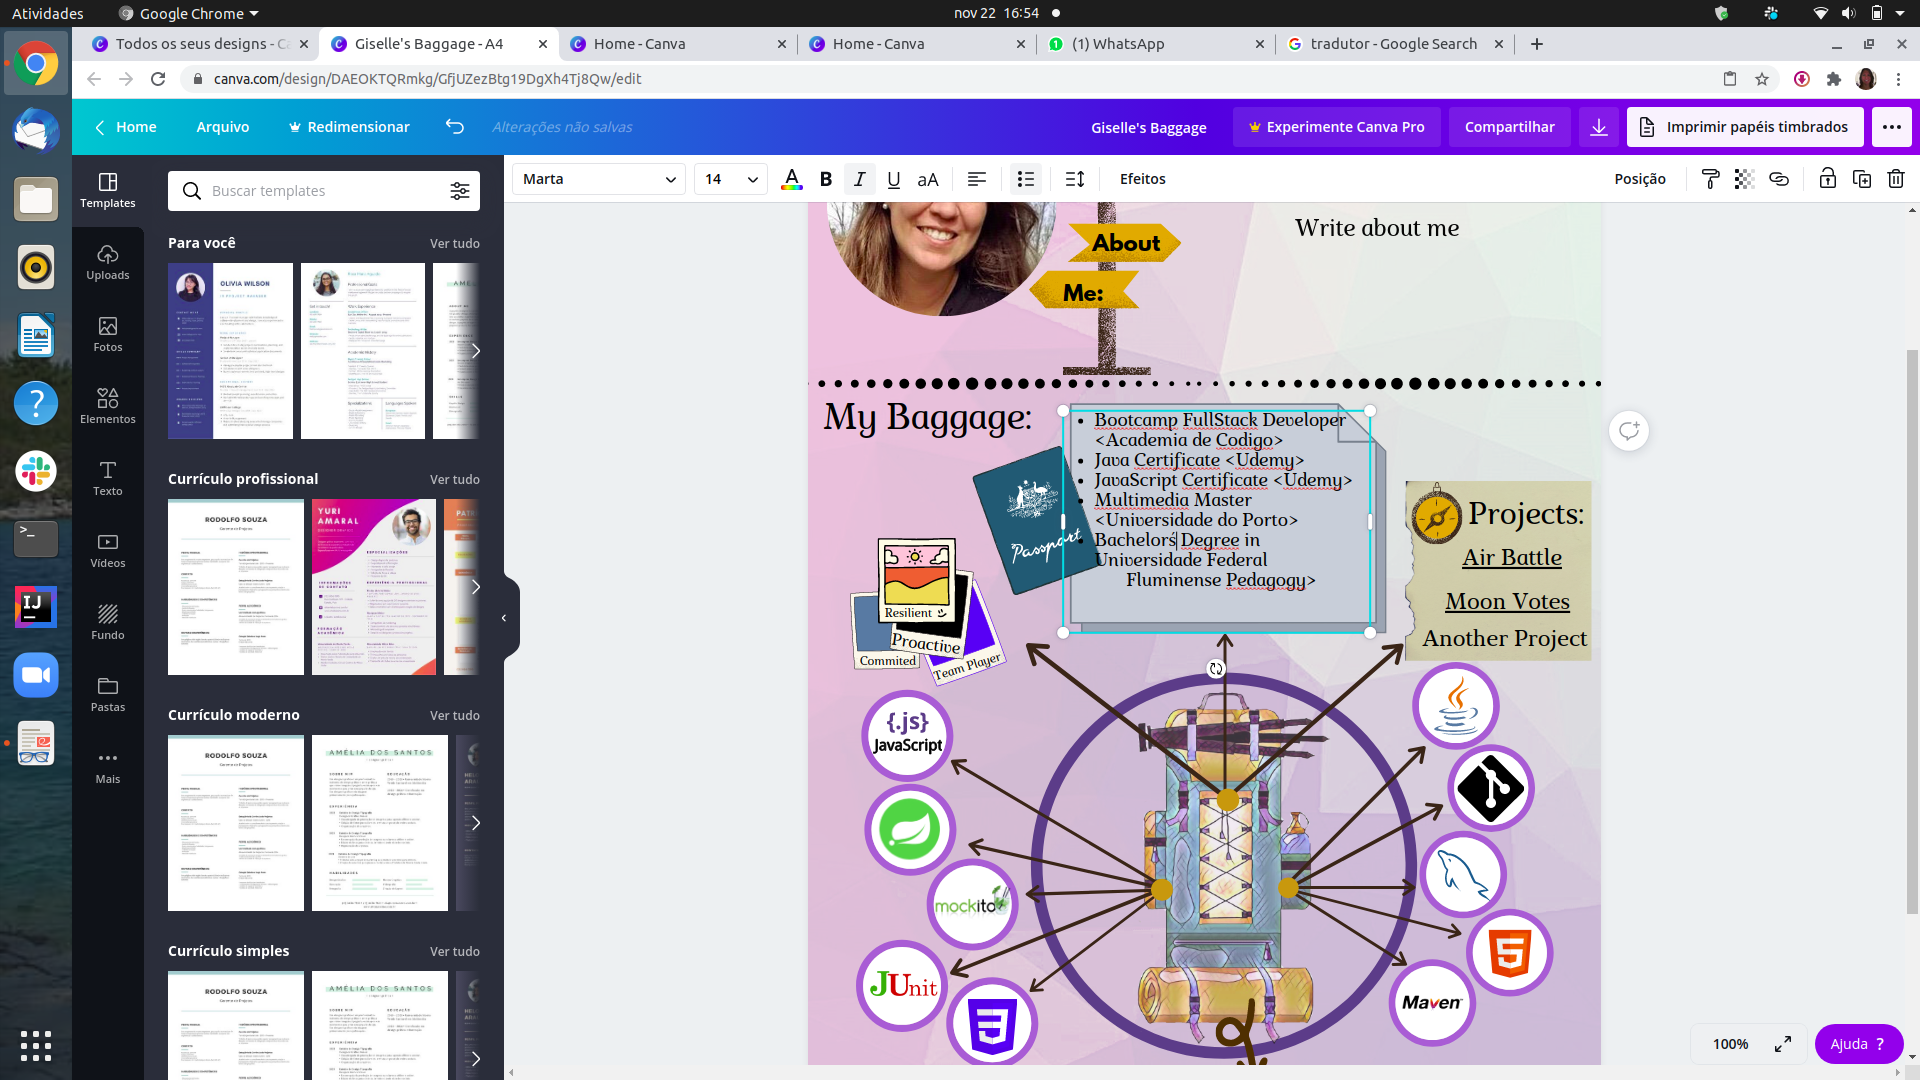 Atividades
Google Chrome
nov 22 16:54
Todos os seus designs - Ca
Giselle's Baggage - A4
Home - Canva
Home - Canva
(1) WhatsApp
tradutor - Google Search
canva.com/design/DAEOKTQRmkg/GfjUZezBtg19DgXh4Tj8Qw/edit
Home
Arquivo
Redimensionar
Alterações não salvas
Giselle's Baggage
Experimente Canva Pro
Compartilhar
Imprimir papéis timbrados
Templates
Uploads
Fotos
Elementos
Texto
Vídeos
Fundo
Pastas
Mais
Buscar templates
Para você
Ver tudo
OLIVIA WILSON
Currículo profissional
Ver tudo
RODOLFO SOUZA
YURI
AMARAL
Currículo moderno
Ver tudo
RODOLFO SOUZA
AMÉLIA DOS SANTOS
Currículo simples
Ver tudo
RODOLFO SOUZA
AMÉLIA DOS SANTOS
Marta
14
A
B
I
U
aA
Efeitos
Posição
Write about me
About
Me:
My Baggage:
• Bootcamp FullStack Developer
<Academia de Codigo>
• Java Certificate <Udemy>
• JavaScript Certificate <Udemy>
• Multimedia Master
<Universidade do Porto>
• Bachelors Degree in
Universidade Federal
Fluminense Pedagogy>
Passport
Projects:
Air Battle
Moon Votes
Another Project
Resilient
Proactive
Commited
Team Player
{.js}
JavaScript
mockito
JUnit
3
Java
5
Maven
IJ
>_
100%
Ajuda ?